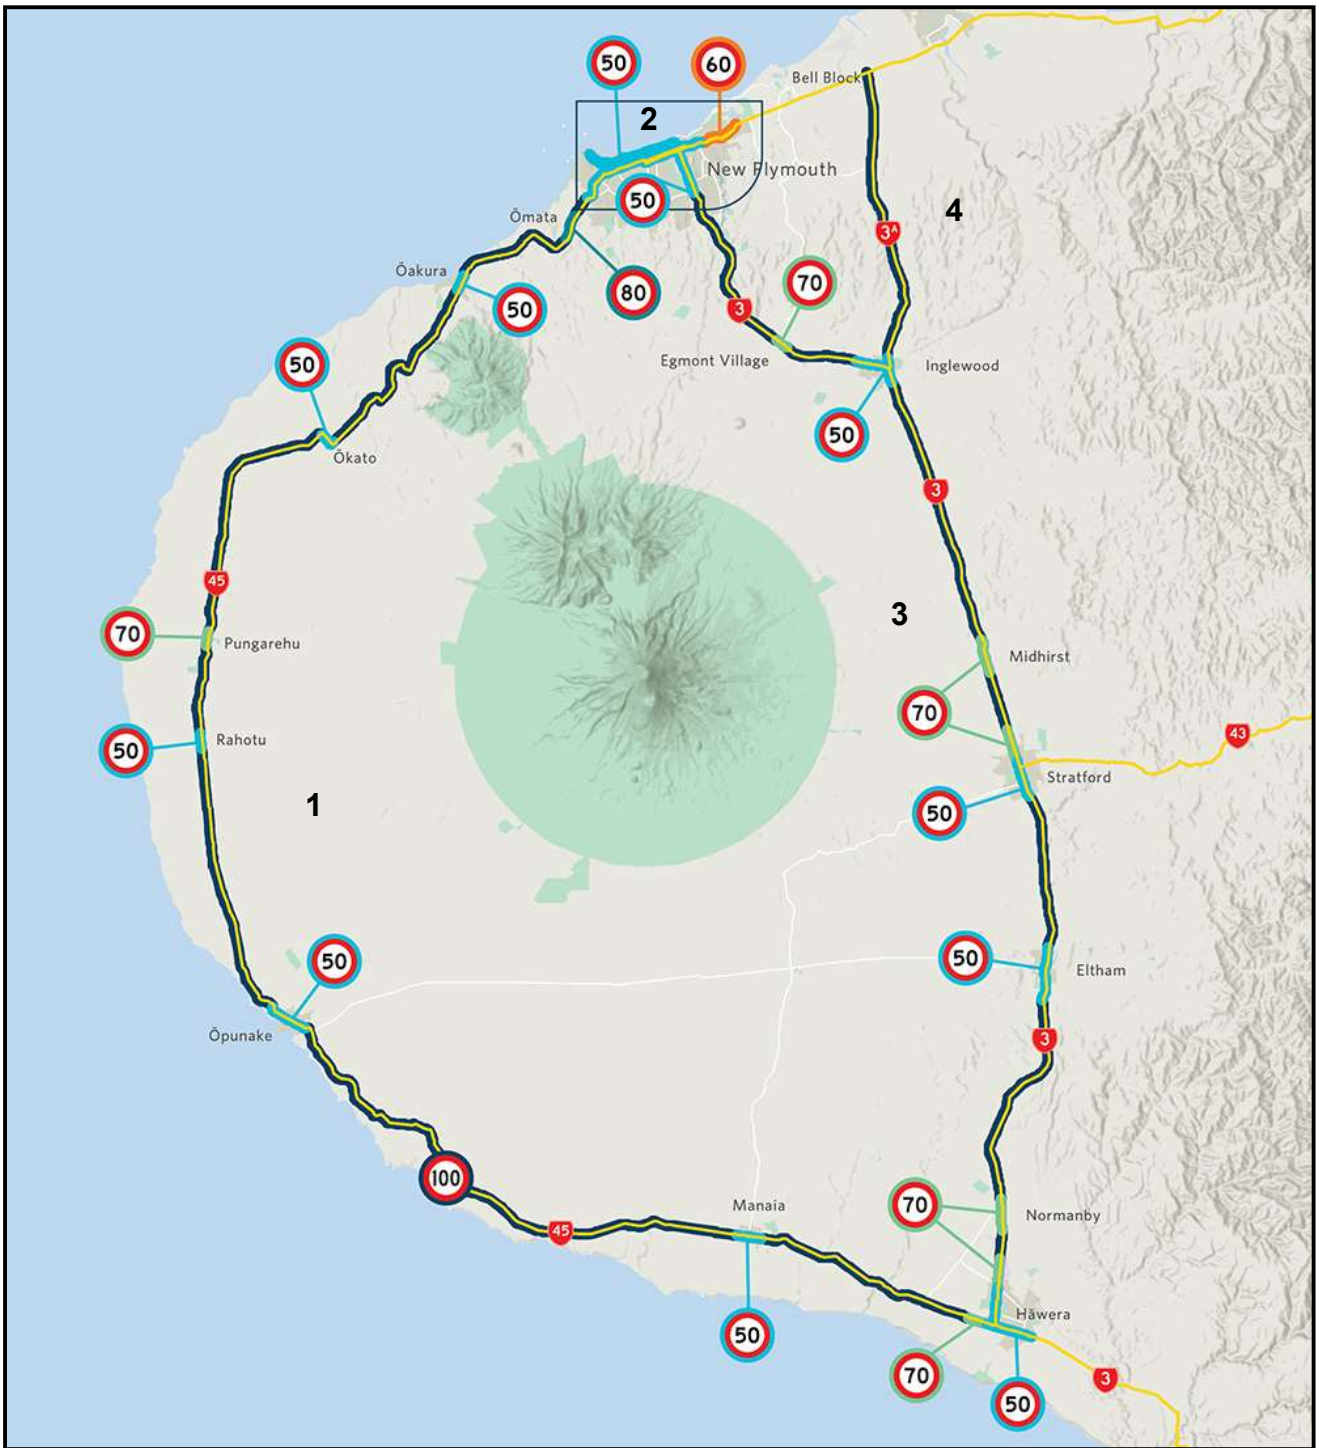 50
60
Bell Block
2
New Plymouth
50
Ōmata
4
3A
Ōakura
80
70
50
3
50
Egmont Village
Inglewood
50
Ōkato
3
45
3
70
Pungarehu
Midhirst
70
50
Rahotu
43
Stratford
1
50
50
50
Eltham
Ōpunake
3
100
70
Manaia
Normanby
45
Hāwera
50
70
3
50